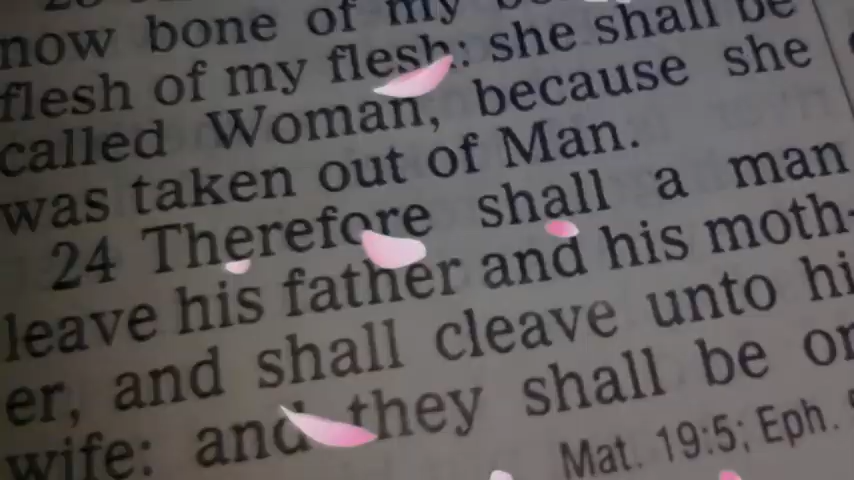 now bone of my
flesh of my flesh: she shall be
called Woman, because she
was taken out of Man.
24 Therefore shall a man
leave his father and his moth-
er, and shall cleave unto hi
wife: and they shall be on
Mat. 19:5; Eph.